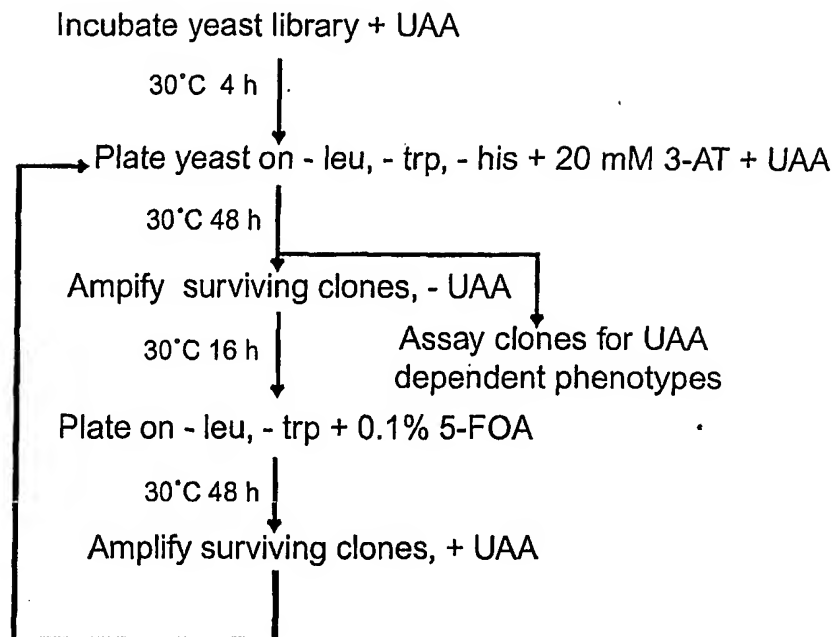 Incubate yeast library + UAA
30°C 4 h
Plate yeast on - leu, - trp, - his + 20 mM 3-AT + UAA
30°C 48 h
Ampify surviving clones, - UAA
30°C 16 h
Assay clones for UAA
dependent phenotypes
Plate on - leu, - trp + 0.1% 5-FOA
30°C 48 h
Amplify surviving clones, + UAA